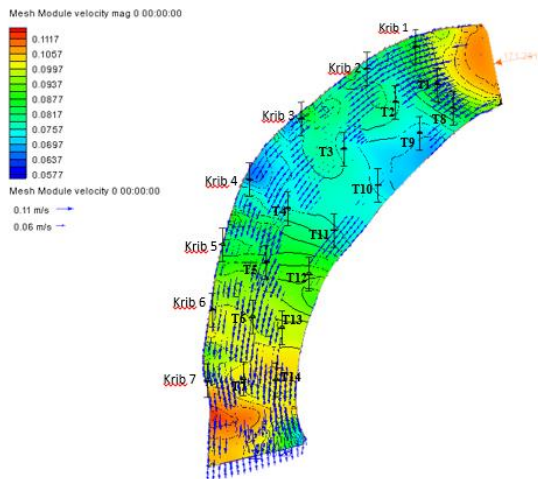 Mesh Module velocity mag 0 00:00:00
0.1117
0.1057
0.0997
0.0937
0.0877
0.0817
0.0757
0.0697
0.0637
0.0577
Mesh Module velocity 0 00:00:00
0.11 m/s
0.06 m/s
Krib 1
Krib 2
T1
T2
T8
Krib 3
T9
T3
Krib 4
T10
T4
T11
Krib 5
T5
T12
Krib 6
T6
T13
Krib 7
T7
T14